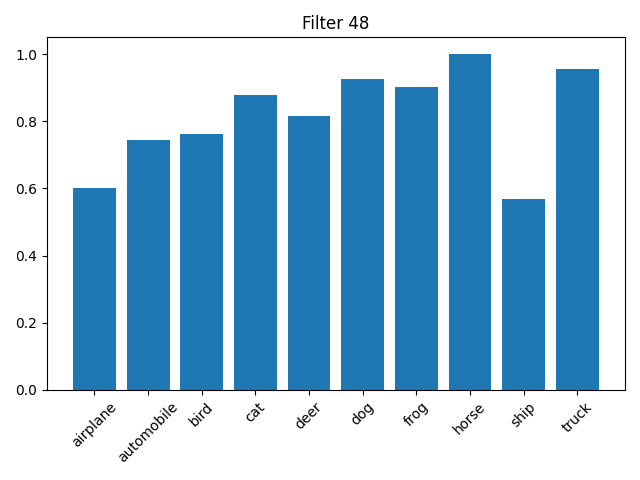 Filter 48
1.0
0.8
0.6
0.4
0.2
0.0
airplane
automobile
bird
cat
deer
dog
frog
horse
ship
truck